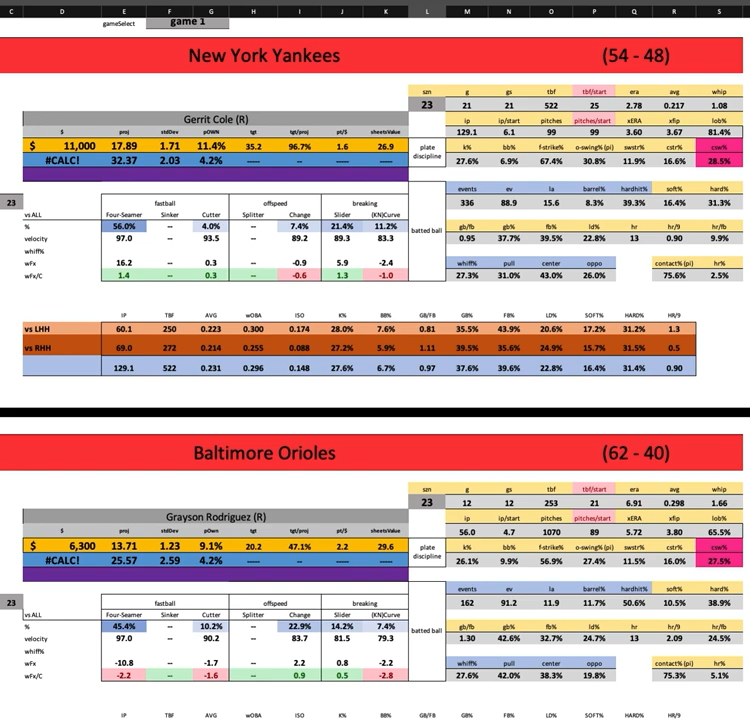 C D E F G H I J K L M N O P Q R S
gameSelect game 1
New York Yankees (54 - 48)
szn g gs tbf tbf/start era avg whip
23 21 21 522 25 2.78 0.217 1.08
ip ip/start pitches pitches/start xERA xfip lob%
Gerrit Cole (R) 129.1 6.1 99 99 3.60 3.67 81.4%
$ proj stdDev pOWN tgt tgt/proj pt/$ sheetsValue
$ 11,000 17.89 1.71 11.4% 35.2 96.7% 1.6 26.9 plate discipline k% bb% f-strike% o-swing% (pi) swstr% cstr% csw%
#CALC! 32.37 2.03 4.2% ---- -- ---- ---- 27.6% 6.9% 67.4% 30.8% 11.9% 16.6% 28.5%
23 fastball offspeed breaking events ev la barrel% hardhit% soft% hard%
336 88.9 15.6 8.3% 39.3% 16.4% 31.3%
vs ALL Four-Seamer Sinker Cutter Splitter Change Slider (KN)Curve
% 56.0% -- 4.0% -- 7.4% 21.4% 11.2% batted ball gb/fb gb% fb% ld% hr hr/9 hr/fb
velocity 97.0 -- 93.5 -- 89.2 89.3 83.3 0.95 37.7% 39.5% 22.8% 13 0.90 9.9%
whiff%
wFx 16.2 -- 0.3 -- -0.9 5.9 -2.4 whiff% pull center oppo contact% (pi) hr%
wFx/C 1.4 -- 0.3 -- -0.6 1.3 -1.0 27.3% 31.0% 43.0% 26.0% 75.6% 2.5%
IP TBF AVG wOBA ISO K% BB% GB/FB GB% FB% LD% SOFT% HARD% HR/9
vs LHH 60.1 250 0.223 0.300 0.174 28.0% 7.6% 0.81 35.5% 43.9% 20.6% 17.2% 31.2% 1.3
vs RHH 69.0 272 0.214 0.255 0.088 27.2% 5.9% 1.11 39.5% 35.6% 24.9% 15.7% 31.5% 0.5
129.1 522 0.231 0.296 0.148 27.6% 6.7% 0.97 37.6% 39.6% 22.8% 16.4% 31.4% 0.90
Baltimore Orioles (62 - 40)
szn g gs tbf tbf/start era avg whip
23 12 12 253 21 6.91 0.298 1.66
ip ip/start pitches pitches/start xERA xfip lob%
Grayson Rodriguez (R) 56.0 4.7 1070 89 5.72 3.80 65.5%
$ proj stdDev pOwn tgt tgt/proj pt/$ sheetsValue
$ 6,300 13.71 1.23 9.1% 20.2 47.1% 2.2 29.6 plate discipline k% bb% f-strike% o-swing% (pi) swstr% cstr% csw%
#CALC! 25.57 2.59 4.2% ---- -- ---- ---- 26.1% 9.9% 56.9% 27.4% 11.5% 16.0% 27.5%
23 fastball offspeed breaking events ev la barrel% hardhit% soft% hard%
162 91.2 11.9 11.7% 50.6% 10.5% 38.9%
vs ALL Four-Seamer Sinker Cutter Splitter Change Slider (KN)Curve
% 45.4% -- 10.2% -- 22.9% 14.2% 7.4% batted ball gb/fb gb% fb% ld% hr hr/9 hr/fb
velocity 97.0 -- 90.2 -- 83.7 81.5 79.3 1.30 42.6% 32.7% 24.7% 13 2.09 24.5%
whiff%
wFx -10.8 -- -1.7 -- 2.2 0.8 -2.2 whiff% pull center oppo contact% (pi) hr%
wFx/C -2.2 -- -1.6 -- 0.9 0.5 -2.8 27.6% 42.0% 38.3% 19.8% 75.3% 5.1%
IP TBF AVG wOBA ISO K% BB% GB/FB GB% FB% LD% SOFT% HARD% HR/9